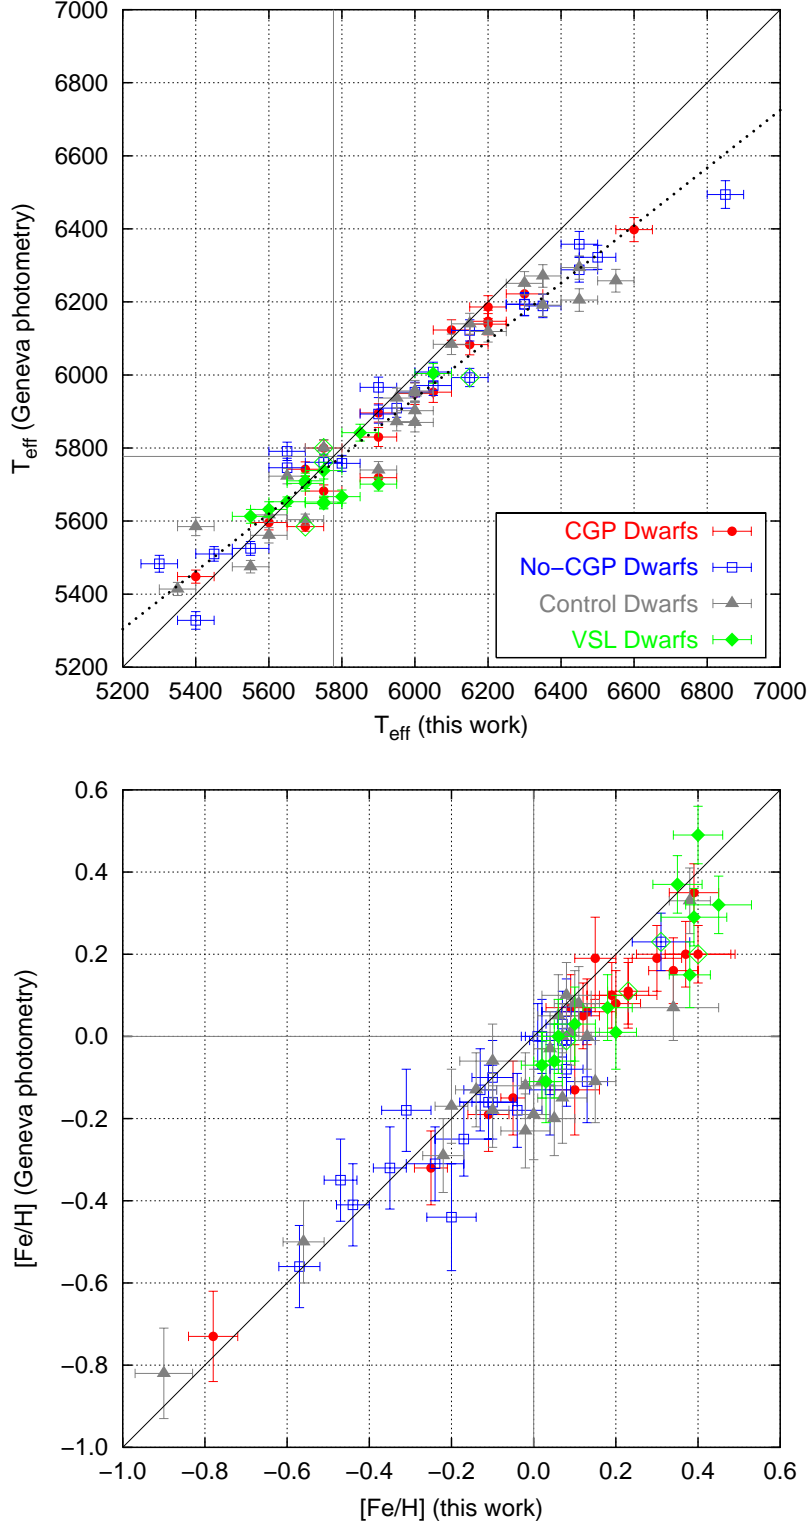 7000
6800
6600
6400
6200
6000
5800
5600
5400
5200
T_eff (Geneva photometry)
CGP Dwarfs
No−CGP Dwarfs
Control Dwarfs
VSL Dwarfs
5200 5400 5600 5800 6000 6200 6400 6600 6800 7000
T_eff (this work)
0.6
0.4
0.2
0.0
−0.2
−0.4
−0.6
−0.8
−1.0
[Fe/H] (Geneva photometry)
−1.0 −0.8 −0.6 −0.4 −0.2 0.0 0.2 0.4 0.6
[Fe/H] (this work)